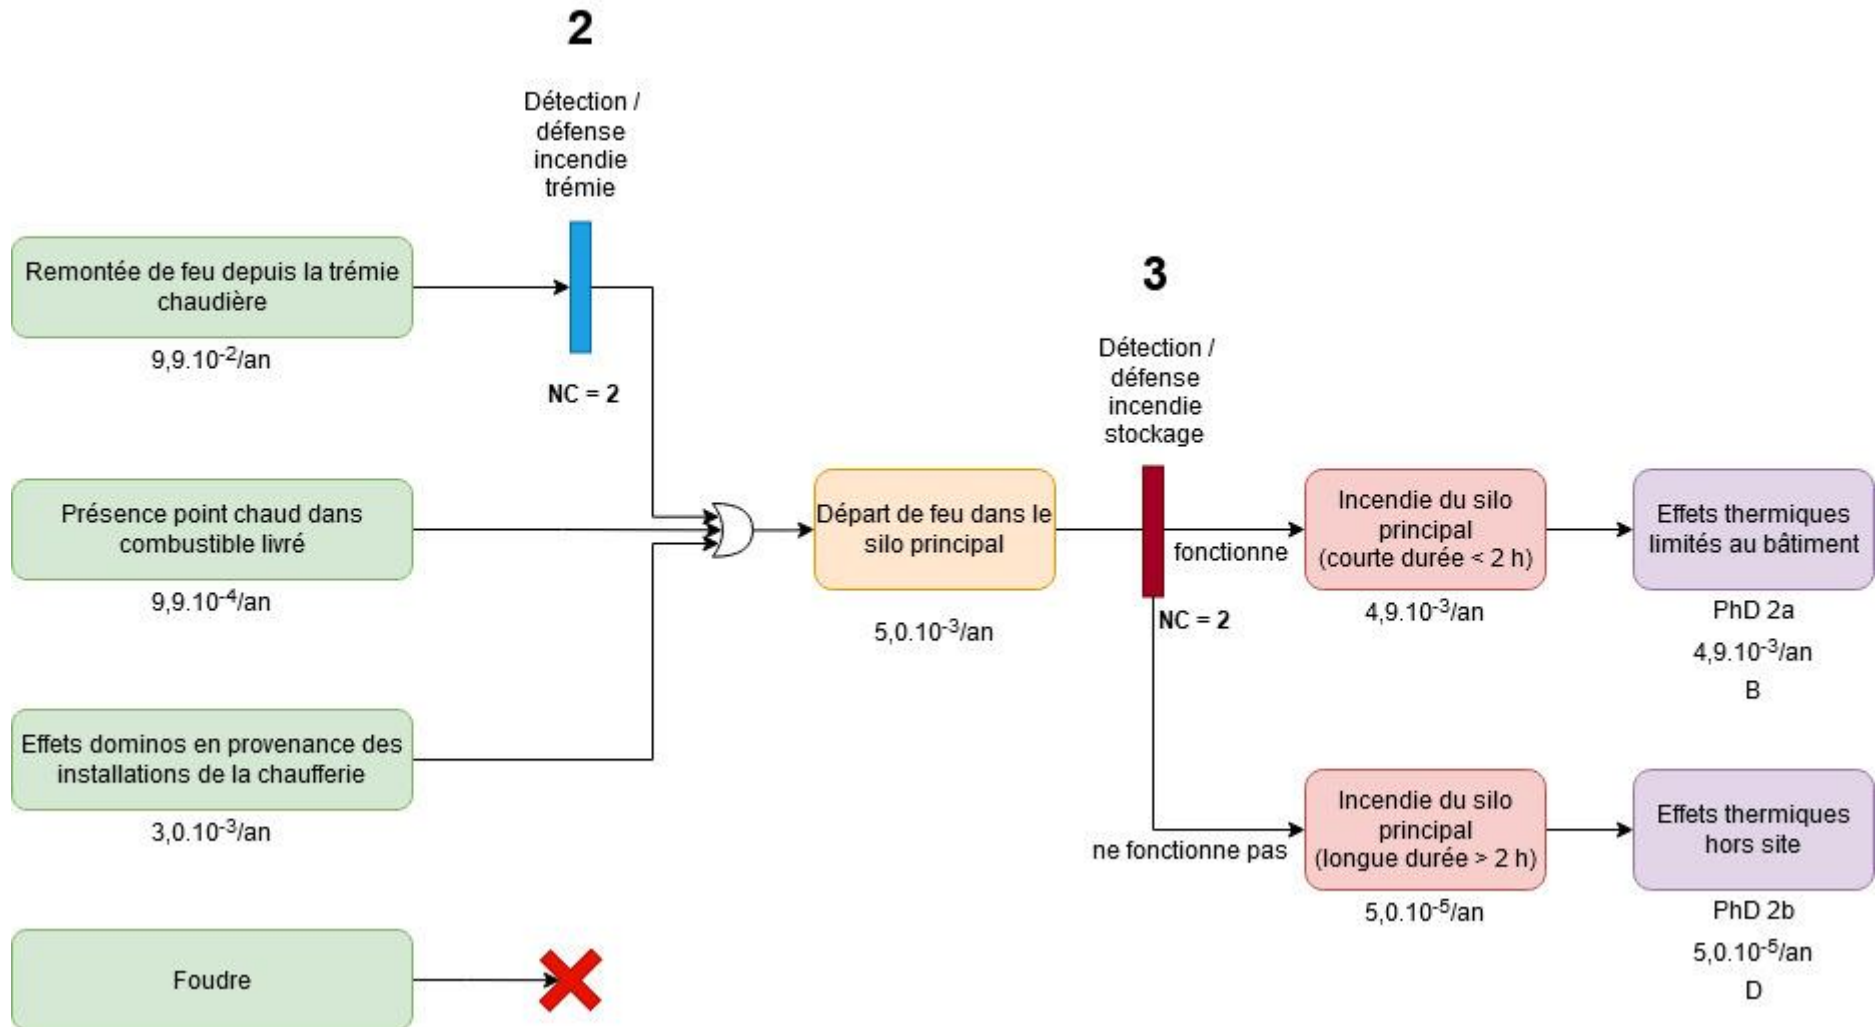 2
Détection /
défense
incendie
trémie
Remontée de feu depuis la trémie
chaudière
9,9.10⁻²/an
NC = 2
3
Détection /
défense
incendie
stockage
Présence point chaud dans
combustible livré
9,9.10⁻⁴/an
Départ de feu dans le
silo principal
5,0.10⁻³/an
fonctionne
NC = 2
Incendie du silo
principal
(courte durée < 2 h)
4,9.10⁻³/an
Effets thermiques
limités au bâtiment
PhD 2a
4,9.10⁻³/an
B
Effets dominos en provenance des
installations de la chaufferie
3,0.10⁻³/an
ne fonctionne pas
Incendie du silo
principal
(longue durée > 2 h)
5,0.10⁻⁵/an
Effets thermiques
hors site
PhD 2b
5,0.10⁻⁵/an
D
Foudre